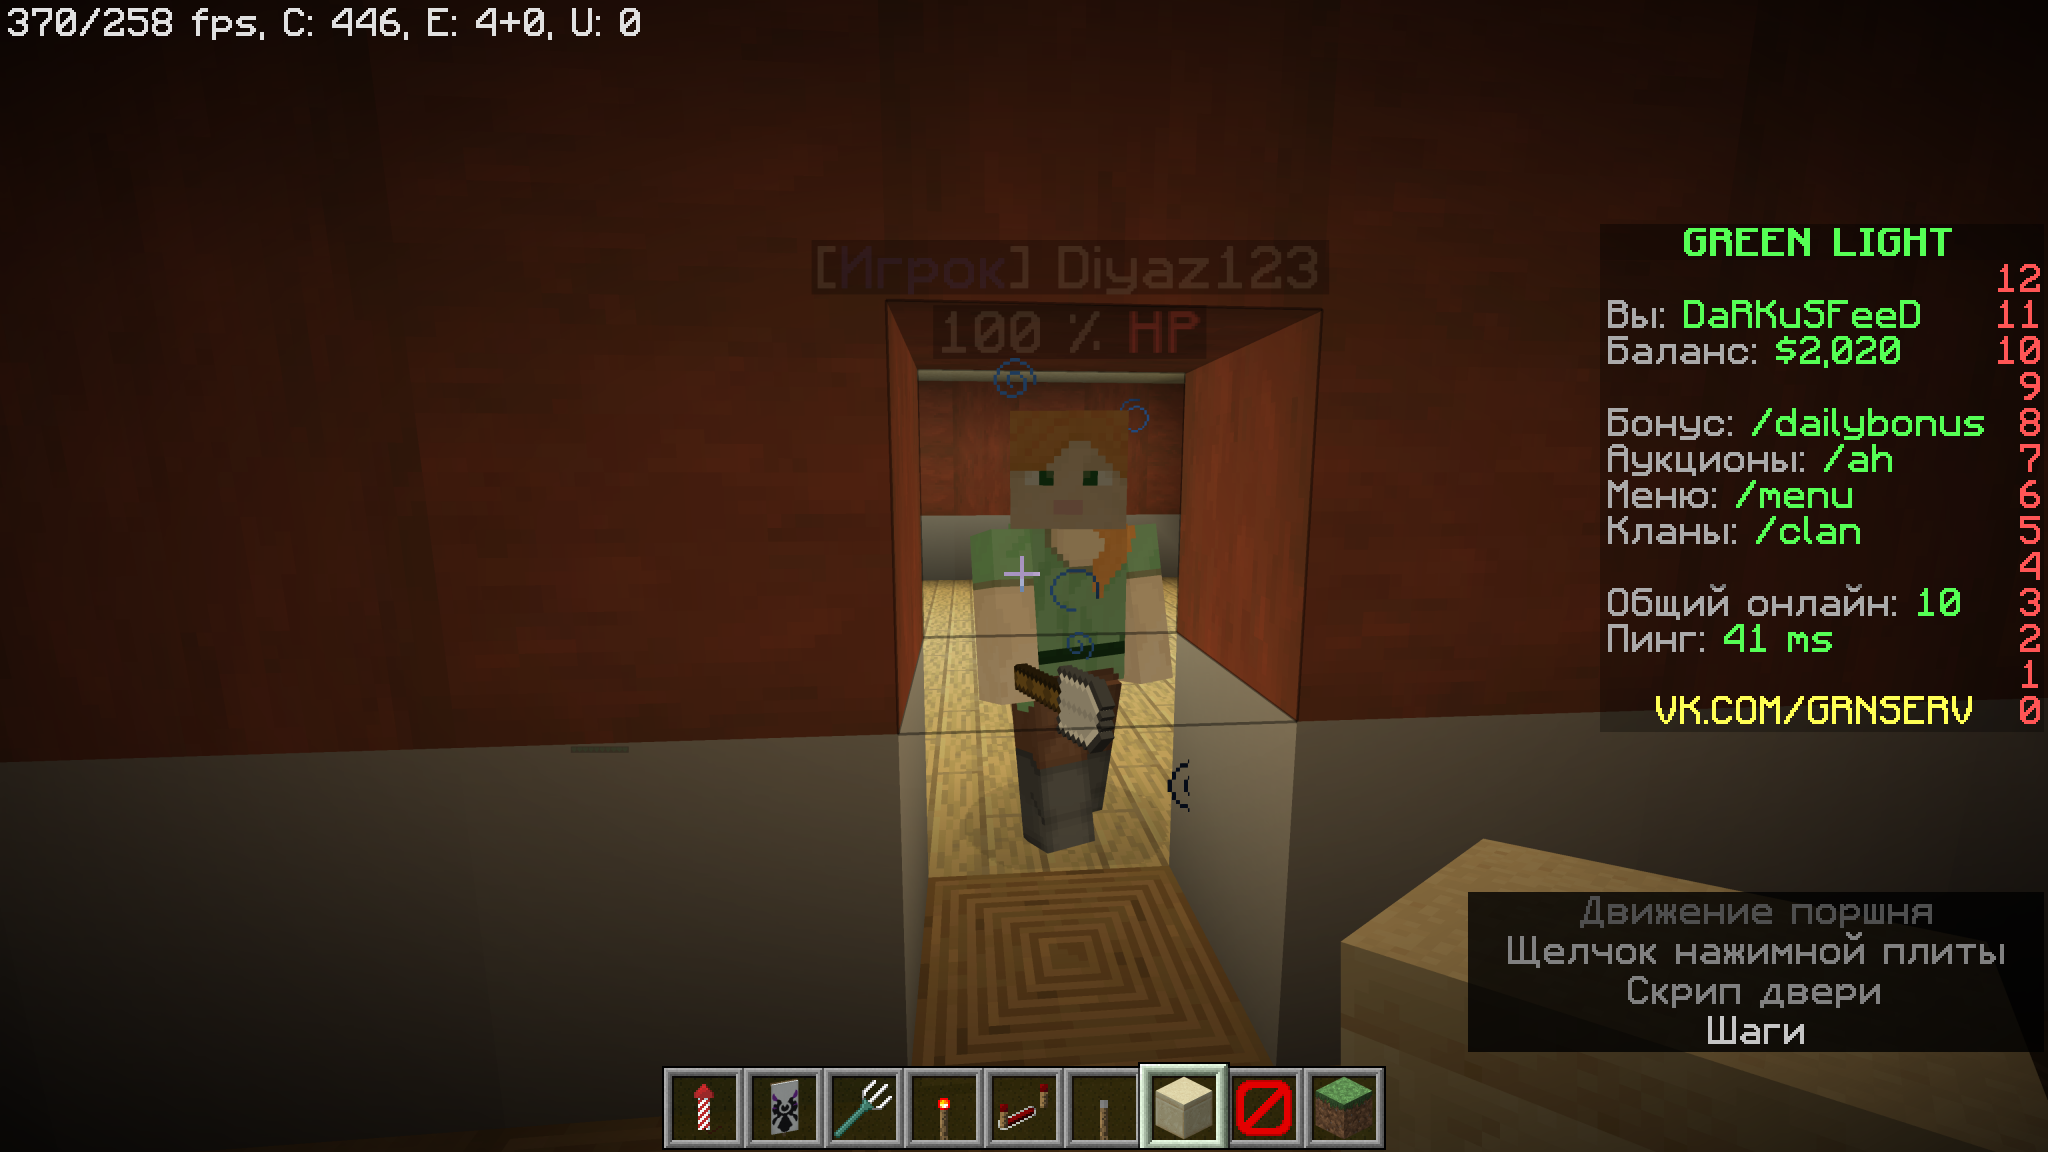 370/258 fps, C: 446, E: 4+0, U: 0
[Игрок] Diyaz123
100 % HP
GREEN LIGHT
12
Вы: DaRKuSFeeD 11
Баланс: $2,020 10
9
Бонус: /dailybonus 8
Аукционы: /ah 7
Меню: /menu 6
Кланы: /clan 5
4
Общий онлайн: 10 3
Пинг: 41 ms 2
1
VK.COM/GRNSERV 0
Движение поршня
Щелчок нажимной плиты
Скрип двери
Шаги